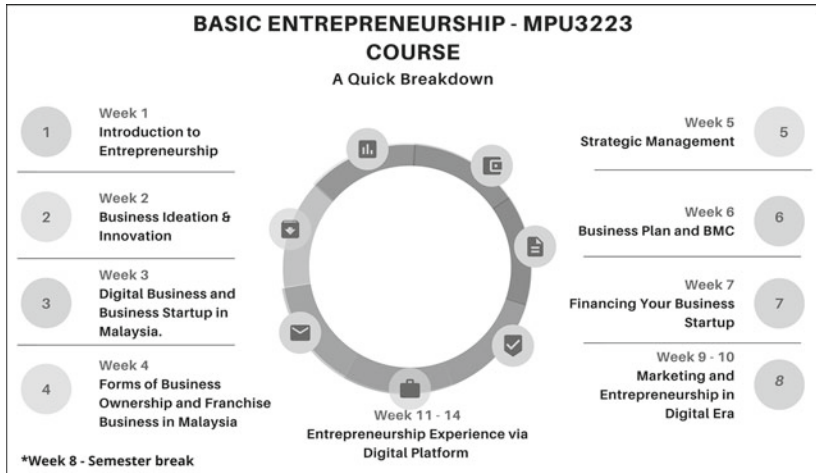 BASIC ENTREPRENEURSHIP - MPU3223
COURSE
A Quick Breakdown
1
Week 1
Introduction to
Entrepreneurship
2
Week 2
Business Ideation &
Innovation
3
Week 3
Digital Business and
Business Startup in
Malaysia.
4
Week 4
Forms of Business
Ownership and Franchise
Business in Malaysia
Week 5
Strategic Management
5
Week 6
Business Plan and BMC
6
Week 7
Financing Your Business
Startup
7
Week 9 - 10
Marketing and
Entrepreneurship in
Digital Era
8
Week 11 - 14
Entrepreneurship Experience via
Digital Platform
*Week 8 - Semester break